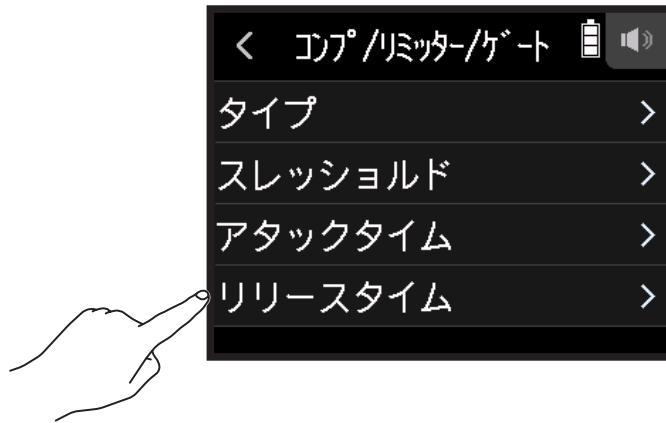 コンプ/リミッター/ゲート
タイプ
スレッショルド
アタックタイム
リリースタイム